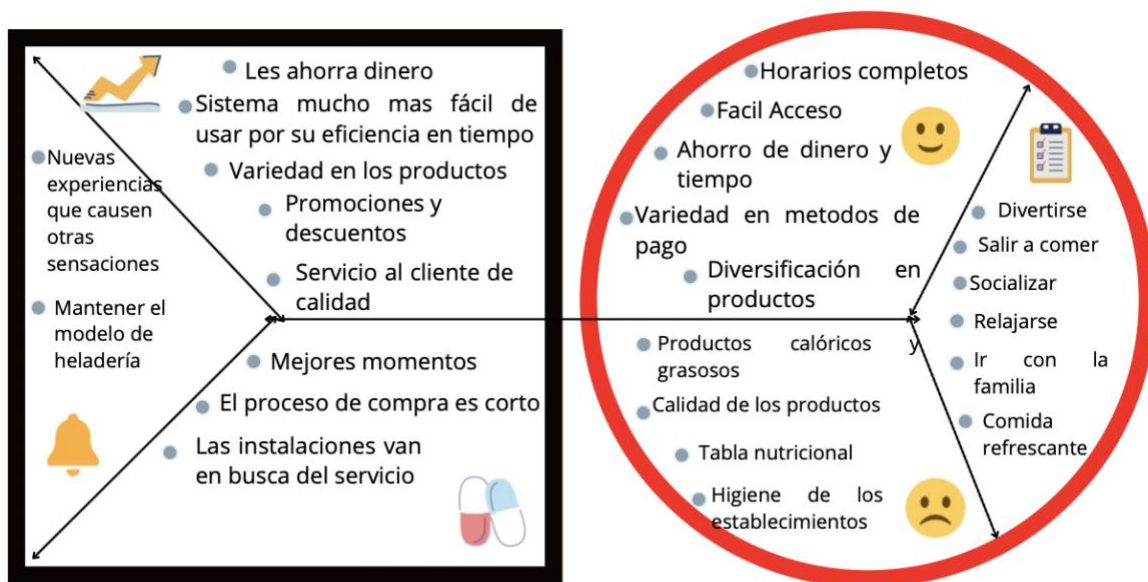 Les ahorra dinero
Sistema mucho mas fácil de
usar por su eficiencia en tiempo
Variedad en los productos
Promociones y
descuentos
Servicio al cliente de
calidad
Nuevas
experiencias
que causen
otras
sensaciones
Mantener el
modelo de
heladería
Mejores momentos
El proceso de compra es corto
Las instalaciones van
en busca del servicio
Horarios completos
Facil Acceso
Ahorro de dinero y
tiempo
Variedad en metodos de
pago
Diversificación en
productos
Divertirse
Salir a comer
Socializar
Relajarse
Ir con la
familia
Comida
refrescante
Productos calóricos y
grasosos
Calidad de los productos
Tabla nutricional
Higiene de los
establecimientos